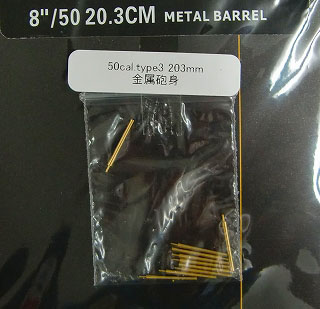 8"/50 20.3CM METAL BARREL
50cal.type3 203mm
金属砲身